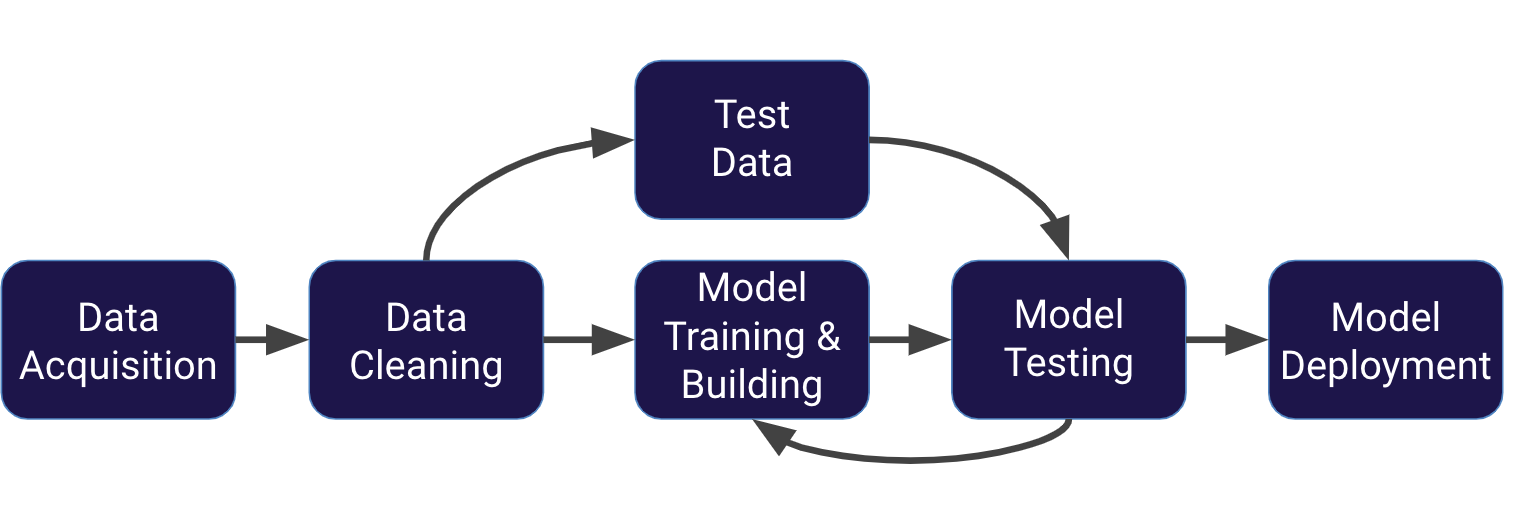 Test
Data
Data
Acquisition
Data
Cleaning
Model
Training &
Building
Model
Testing
Model
Deployment